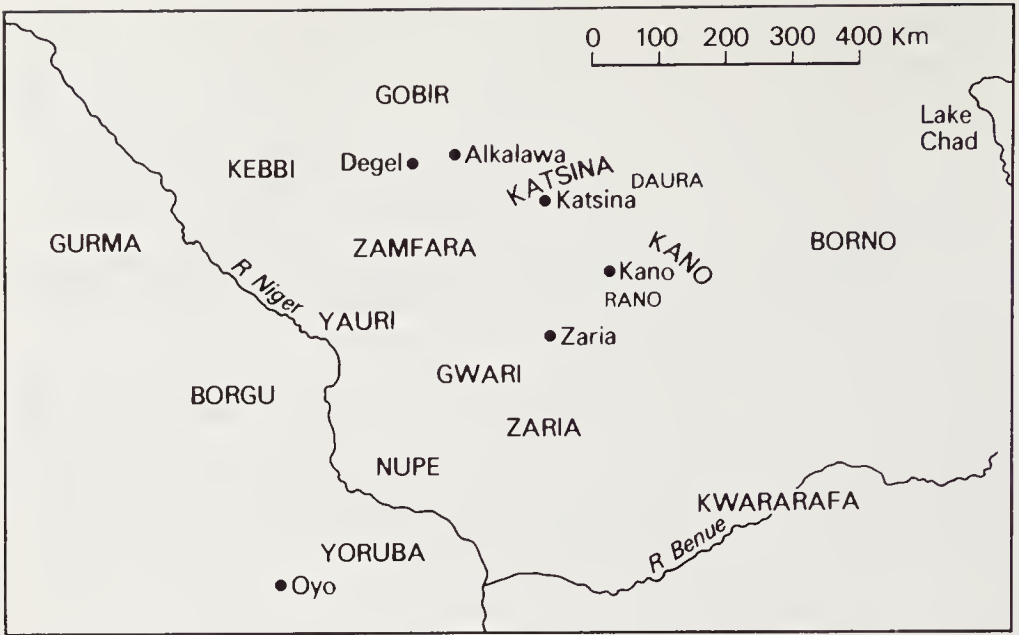 0 100 200 300 400 Km
GOBIR
Lake
Chad
KEBBI
Degel
Alkalawa
KATSINA
DAURA
Katsina
GURMA
ZAMFARA
KANO
BORNO
R Niger
Kano
RANO
YAURI
Zaria
GWARI
BORGU
ZARIA
NUPE
KWARARAFA
R Benue
YORUBA
Oyo